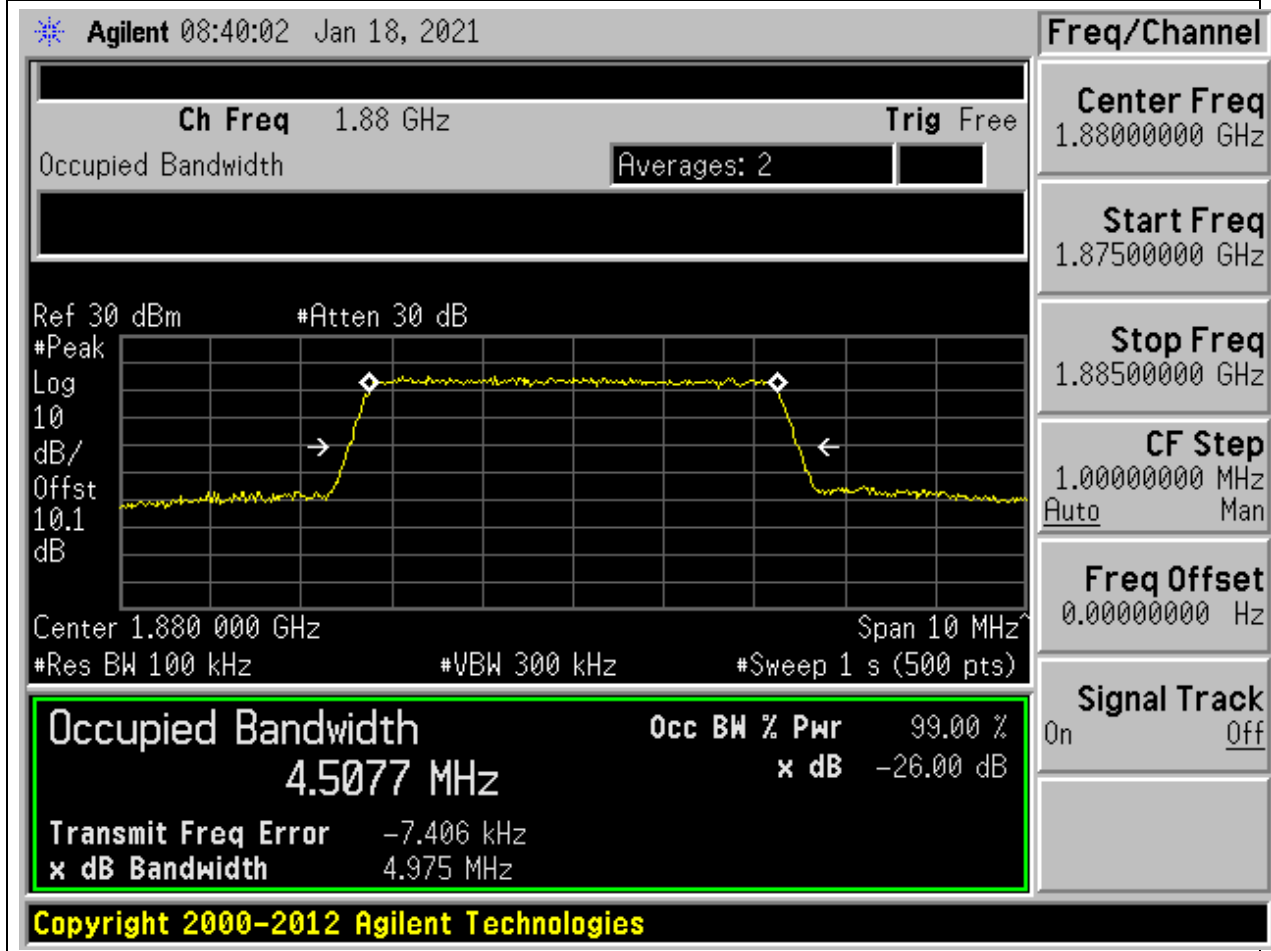 Agilent 08:40:02 Jan 18, 2021
Freq/Channel
Ch Freq 1.88 GHz Trig Free
Occupied Bandwidth Averages: 2
Ref 30 dBm #Atten 30 dB
#Peak
Log
10
dB/
Offst
10.1
dB
Center 1.880 000 GHz Span 10 MHz^
#Res BW 100 kHz #VBW 300 kHz #Sweep 1 s (500 pts)
Occupied Bandwidth Occ BW % Pwr 99.00 %
4.5077 MHz x dB -26.00 dB
Transmit Freq Error -7.406 kHz
x dB Bandwidth 4.975 MHz
Center Freq
1.88000000 GHz
Start Freq
1.87500000 GHz
Stop Freq
1.88500000 GHz
CF Step
1.00000000 MHz
Auto Man
Freq Offset
0.00000000 Hz
Signal Track
On Off
Copyright 2000-2012 Agilent Technologies